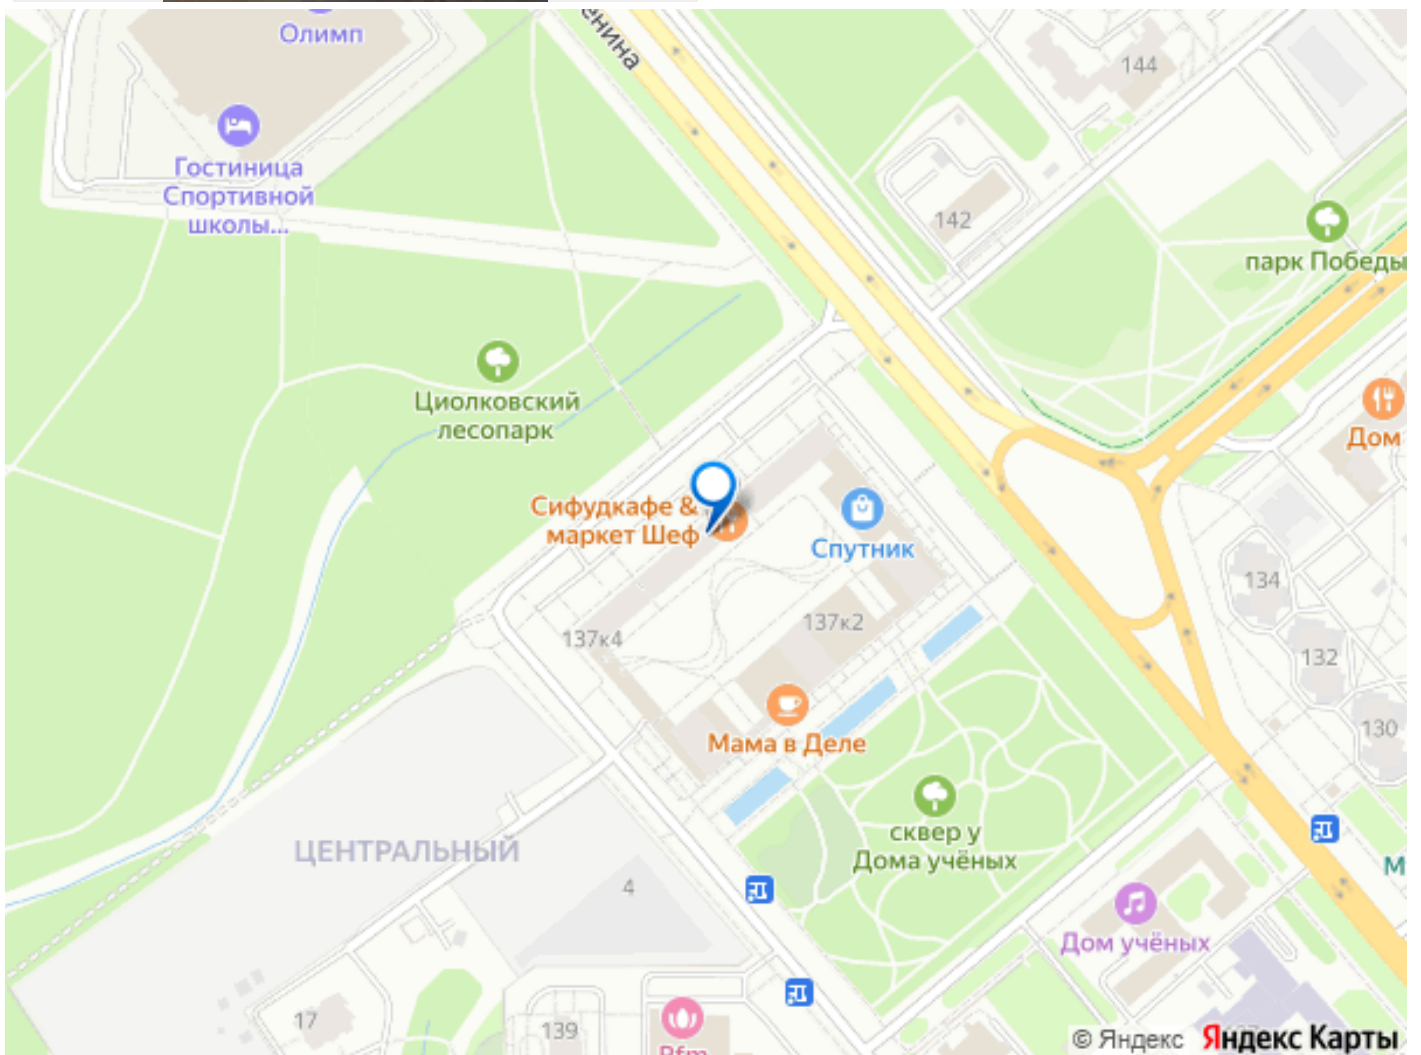 Олимп
енина
144
Гостиница
Спортивной
школы...
142
парк Победы
Циолковский
лесопарк
Дом
Сифудкафе &
маркет Шеф
Спутник
134
137к4
137к2
132
130
Мама в Деле
сквер у
Дома учёных
ЦЕНТРАЛЬНЫЙ
4
М
Дом учёных
17
139
© Яндекс Яндекс Карты